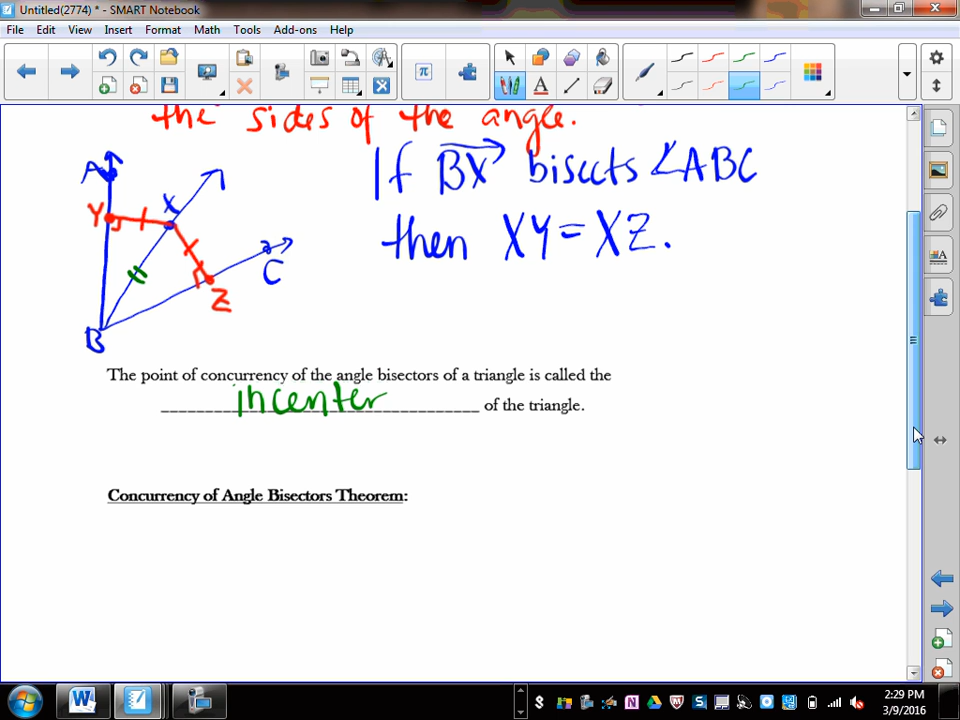 Untitled(2774) * - SMART Notebook
File Edit View Insert Format Math Tools Add-ons Help
π
A
the sides of the angle.
If BX bisects ∠ABC
then XY = XZ.
A
X
Y
C
Z
B
The point of concurrency of the angle bisectors of a triangle is called the
incenter of the triangle.
Concurrency of Angle Bisectors Theorem:
2:29 PM
3/9/2016